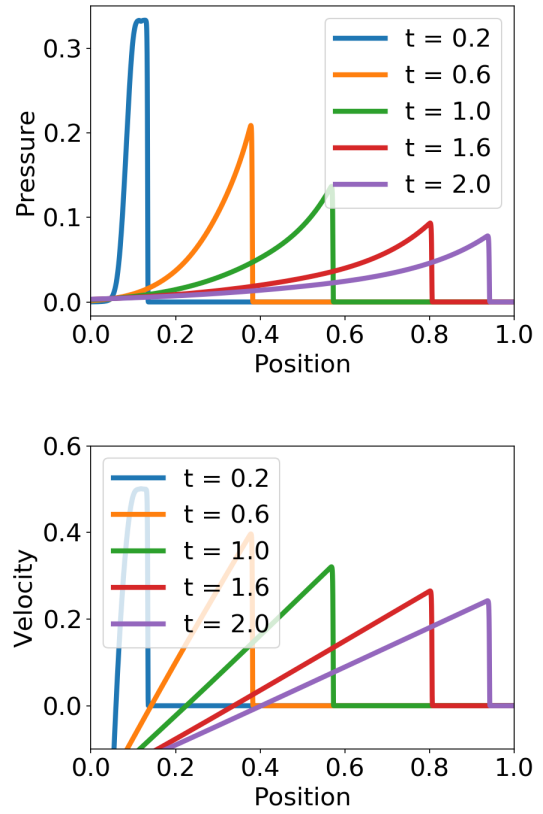 0.3
0.2
0.1
0.0
Pressure
t = 0.2
t = 0.6
t = 1.0
t = 1.6
t = 2.0
0.0 0.2 0.4 0.6 0.8 1.0
Position
0.6
0.4
0.2
0.0
Velocity
t = 0.2
t = 0.6
t = 1.0
t = 1.6
t = 2.0
0.0 0.2 0.4 0.6 0.8 1.0
Position